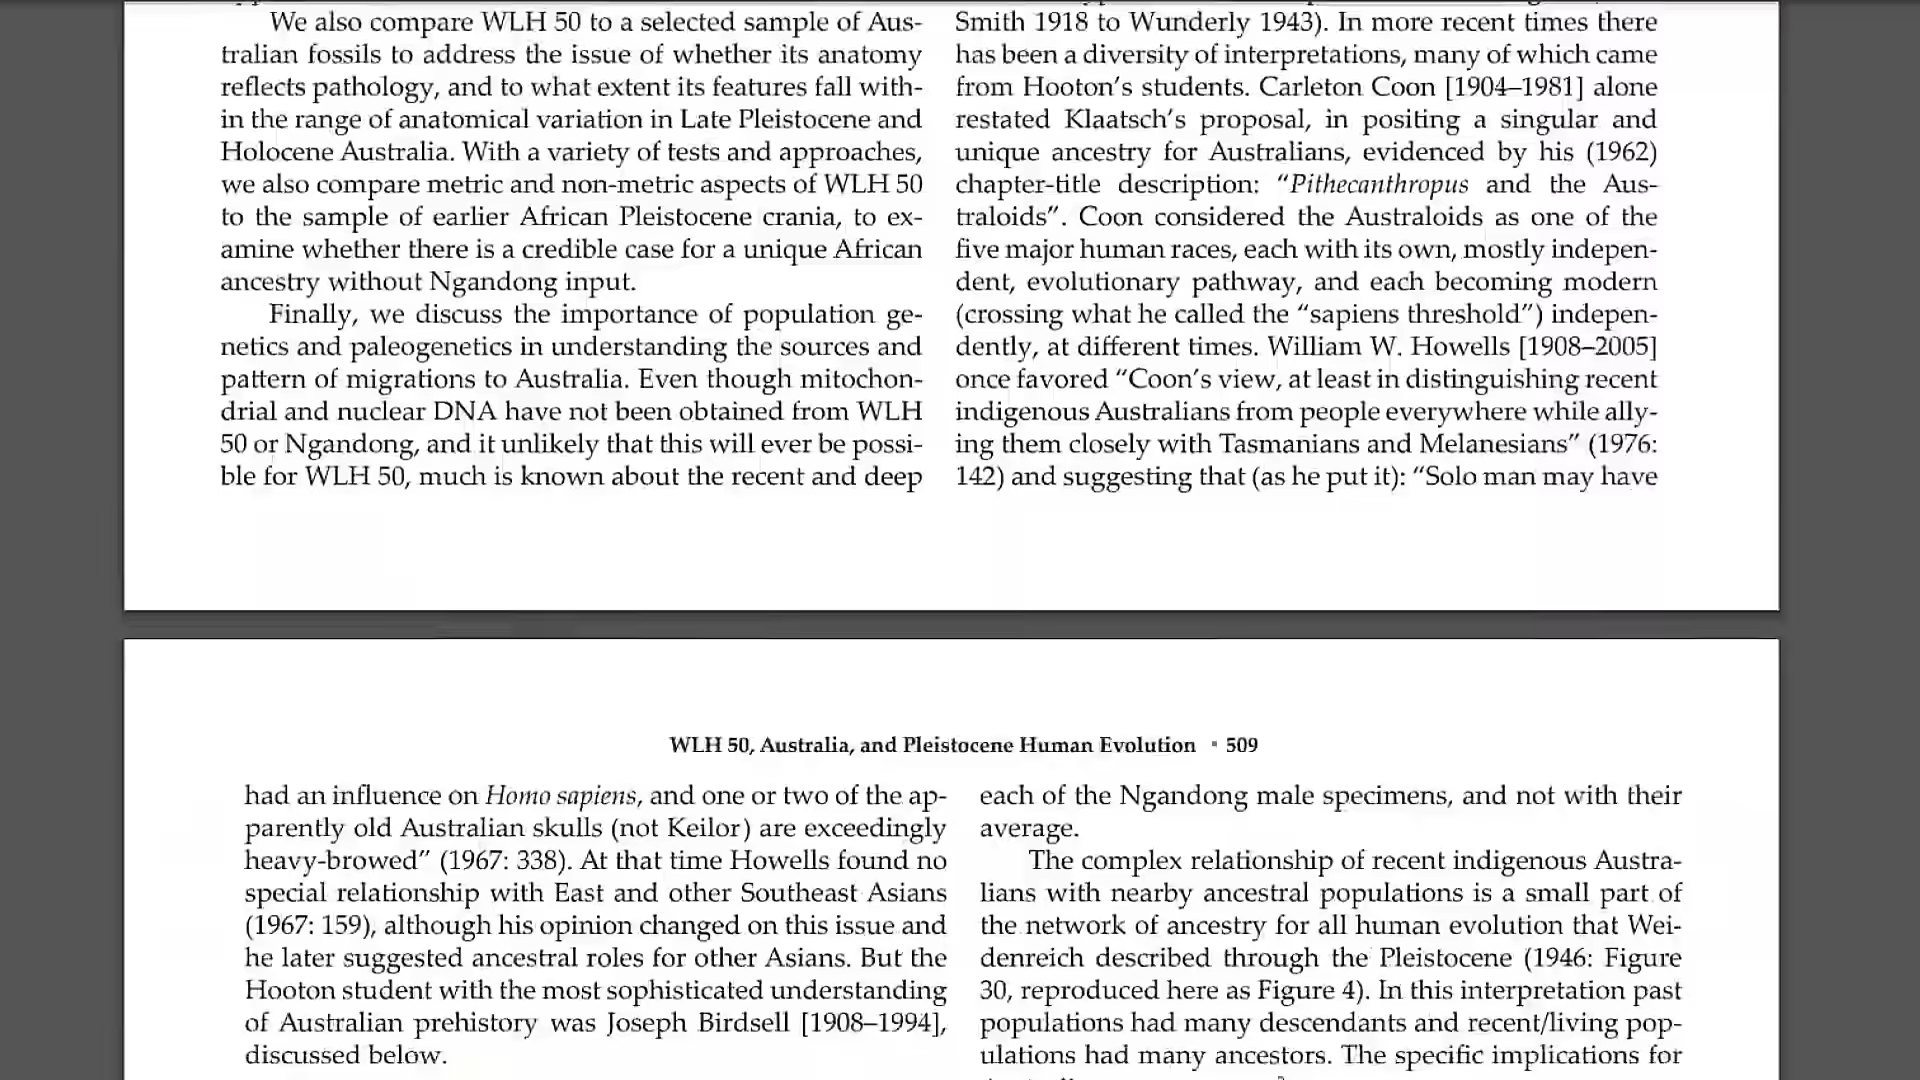 We also compare WLH 50 to a selected sample of Aus-
tralian fossils to address the issue of whether its anatomy
reflects pathology, and to what extent its features fall with-
in the range of anatomical variation in Late Pleistocene and
Holocene Australia. With a variety of tests and approaches,
we also compare metric and non-metric aspects of WLH 50
to the sample of earlier African Pleistocene crania, to ex-
amine whether there is a credible case for a unique African
ancestry without Ngandong input.
Finally, we discuss the importance of population ge-
netics and paleogenetics in understanding the sources and
pattern of migrations to Australia. Even though mitochon-
drial and nuclear DNA have not been obtained from WLH
50 or Ngandong, and it unlikely that this will ever be possi-
ble for WLH 50, much is known about the recent and deep
Smith 1918 to Wunderly 1943). In more recent times there
has been a diversity of interpretations, many of which came
from Hooton's students. Carleton Coon [1904–1981] alone
restated Klaatsch's proposal, in positing a singular and
unique ancestry for Australians, evidenced by his (1962)
chapter-title description: "Pithecanthropus and the Aus-
traloids". Coon considered the Australoids as one of the
five major human races, each with its own, mostly indepen-
dent, evolutionary pathway, and each becoming modern
(crossing what he called the "sapiens threshold") indepen-
dently, at different times. William W. Howells [1908–2005]
once favored "Coon's view, at least in distinguishing recent
indigenous Australians from people everywhere while ally-
ing them closely with Tasmanians and Melanesians" (1976:
142) and suggesting that (as he put it): "Solo man may have
WLH 50, Australia, and Pleistocene Human Evolution ▪ 509
had an influence on Homo sapiens, and one or two of the ap-
parently old Australian skulls (not Keilor) are exceedingly
heavy-browed" (1967: 338). At that time Howells found no
special relationship with East and other Southeast Asians
(1967: 159), although his opinion changed on this issue and
he later suggested ancestral roles for other Asians. But the
Hooton student with the most sophisticated understanding
of Australian prehistory was Joseph Birdsell [1908–1994],
discussed below.
each of the Ngandong male specimens, and not with their
average.
The complex relationship of recent indigenous Austra-
lians with nearby ancestral populations is a small part of
the network of ancestry for all human evolution that Wei-
denreich described through the Pleistocene (1946: Figure
30, reproduced here as Figure 4). In this interpretation past
populations had many descendants and recent/living pop-
ulations had many ancestors. The specific implications for